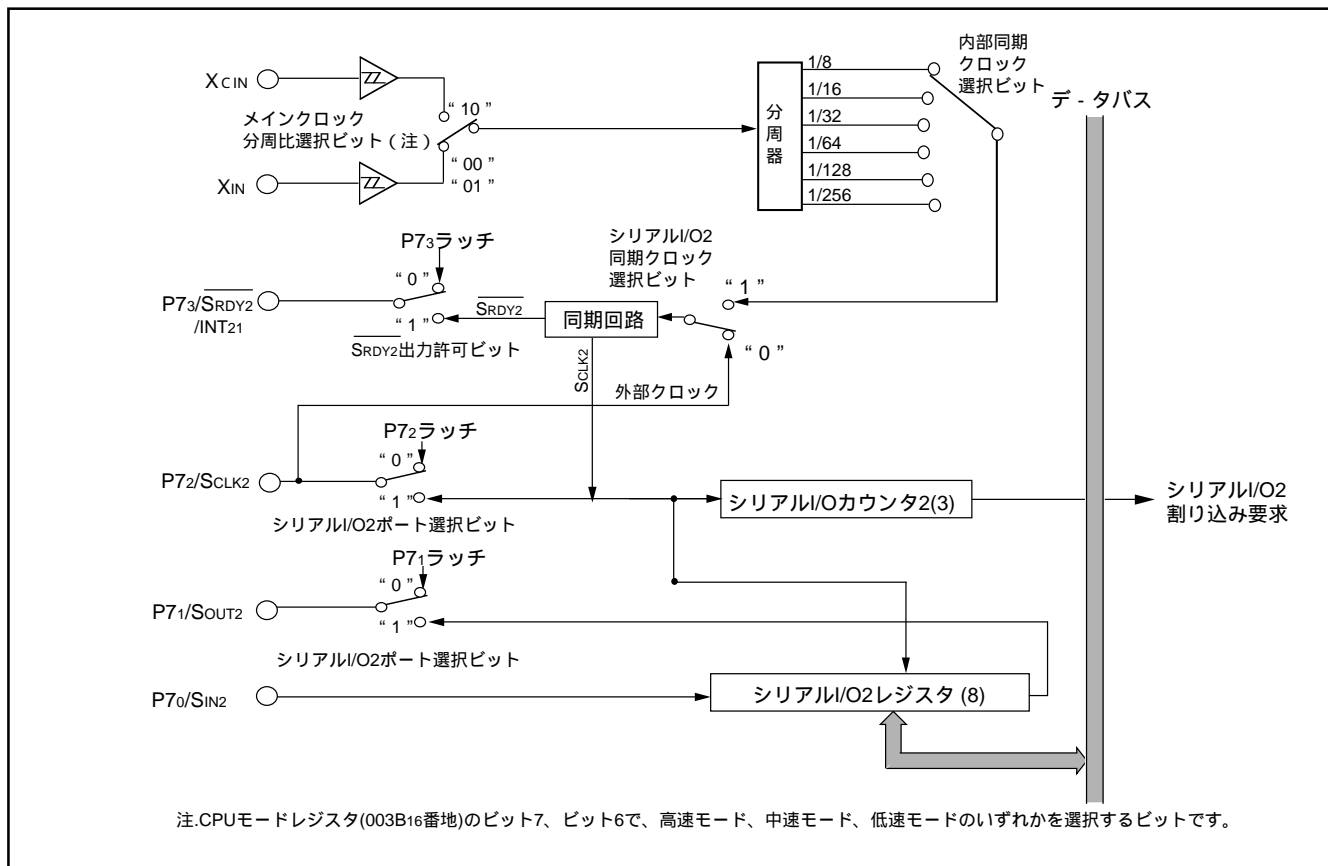 XCIN
メインクロック
分周比選択ビット(注)
“ 10 ”
“ 00 ”
“ 01 ”
XIN
分周器
1/8
1/16
1/32
1/64
1/128
1/256
内部同期
クロック
選択ビット
デ - タバス
P73ラッチ
“ 0 ”
“ 1 ”
P73/SRDY2
/INT21
SRDY2
SRDY2出力許可ビット
同期回路
シリアルI/O2
同期クロック
選択ビット
“ 1 ”
“ 0 ”
SCLK2
外部クロック
P72ラッチ
“ 0 ”
P72/SCLK2
“ 1 ”
シリアルI/O2ポート選択ビット
シリアルI/Oカウンタ2(3)
シリアルI/O2
割り込み要求
P71ラッチ
“ 0 ”
P71/SOUT2
“ 1 ”
シリアルI/O2ポート選択ビット
P70/SIN2
シリアルI/O2レジスタ (8)
注.CPUモードレジスタ(003B16番地)のビット7、ビット6で、高速モード、中速モード、低速モードのいずれかを選択するビットです。